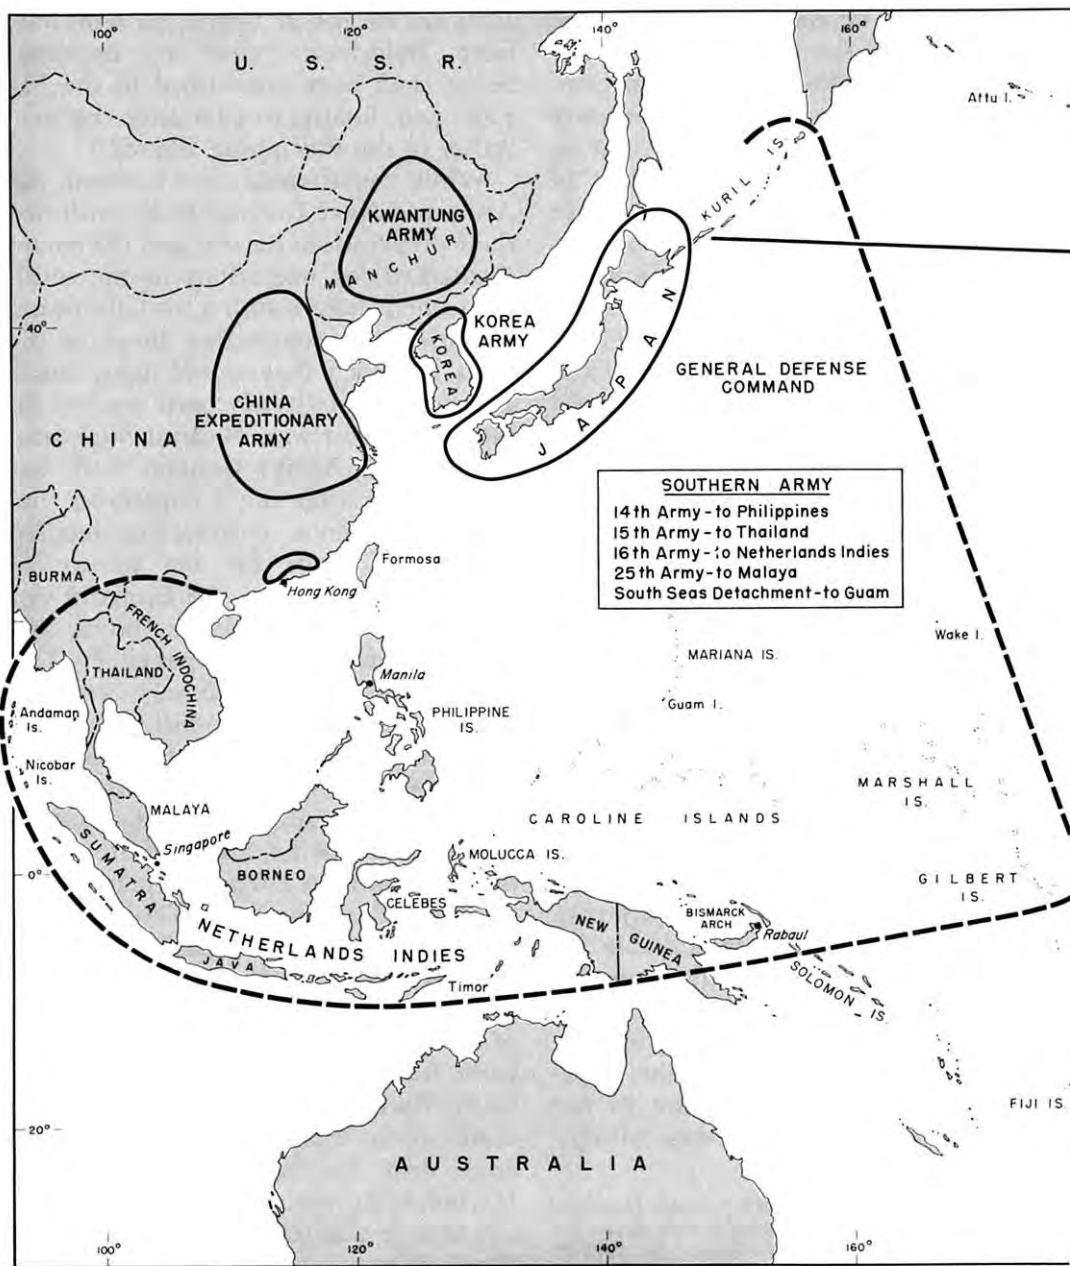 100°
140°
160°
U. S. S. R.
Attu I.
KURIL IS.
KWANTUNG
ARMY
MANCHURIA
40°
KOREA
ARMY
KOREA
JAPAN
GENERAL DEFENSE
COMMAND
CHINA
EXPEDITIONARY
ARMY
CHINA
SOUTHERN ARMY
14th Army-to Philippines
15th Army-to Thailand
16th Army-to Netherlands Indies
25th Army-to Malaya
South Seas Detachment-to Guam
Formosa
BURMA
Hong Kong
FRENCH INDOCHINA
THAILAND
Wake I.
MARIANA IS.
Manila
Guam I.
PHILIPPINE
IS.
Andaman
Is.
Nicobar
Is.
MARSHALL
IS.
MALAYA
CAROLINE ISLANDS
Singapore
SUMATRA
MOLUCCA IS.
0°
BORNEO
GILBERT
IS.
CELEBES
BISMARCK
ARCH
Rabaul
NEW GUINEA
NETHERLANDS INDIES
JAVA
Timor
SOLOMON IS.
FIJI IS.
20°
AUSTRALIA
100°
120°
140°
160°